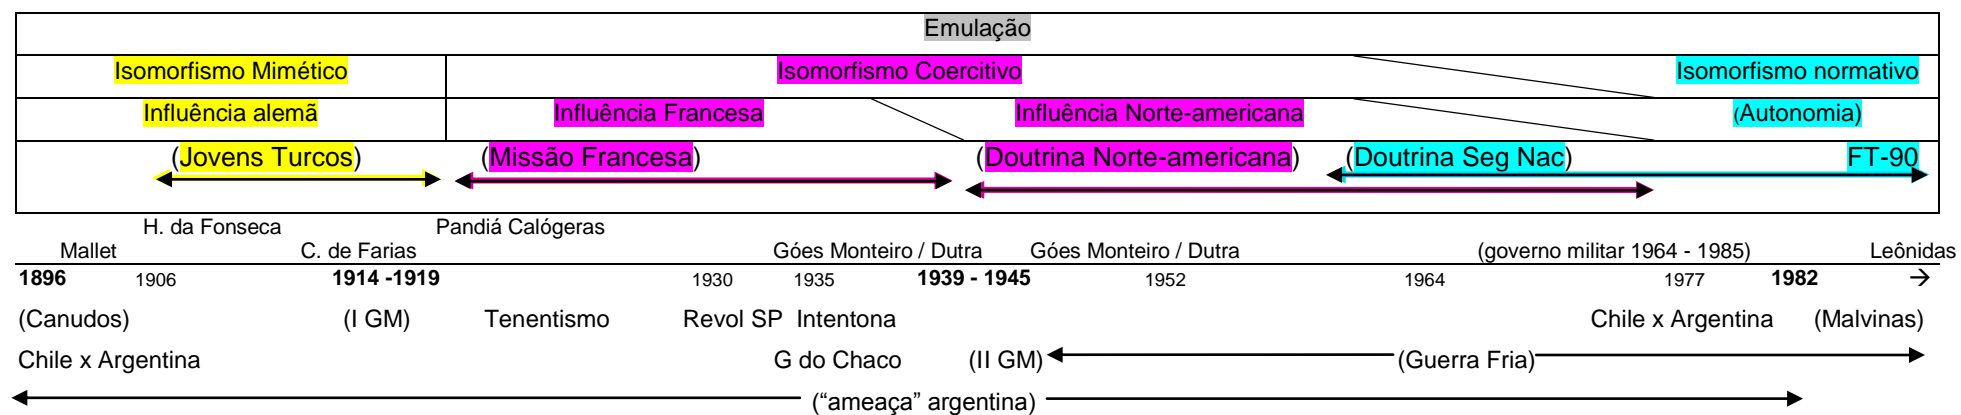 Emulação
Isomorfismo Mimético Isomorfismo Coercitivo Isomorfismo normativo
Influência alemã Influência Francesa Influência Norte-americana (Autonomia)
(Jovens Turcos) (Missão Francesa) (Doutrina Norte-americana) (Doutrina Seg Nac) FT-90
H. da Fonseca Pandiá Calógeras
Mallet C. de Farias Góes Monteiro / Dutra Góes Monteiro / Dutra (governo militar 1964 - 1985) Leônidas
1896 1906 1914 -1919 1930 1935 1939 - 1945 1952 1964 1977 1982 →
(Canudos) (I GM) Tenentismo Revol SP Intentona Chile x Argentina (Malvinas)
Chile x Argentina G do Chaco (II GM) (Guerra Fria)
(“ameaça” argentina)